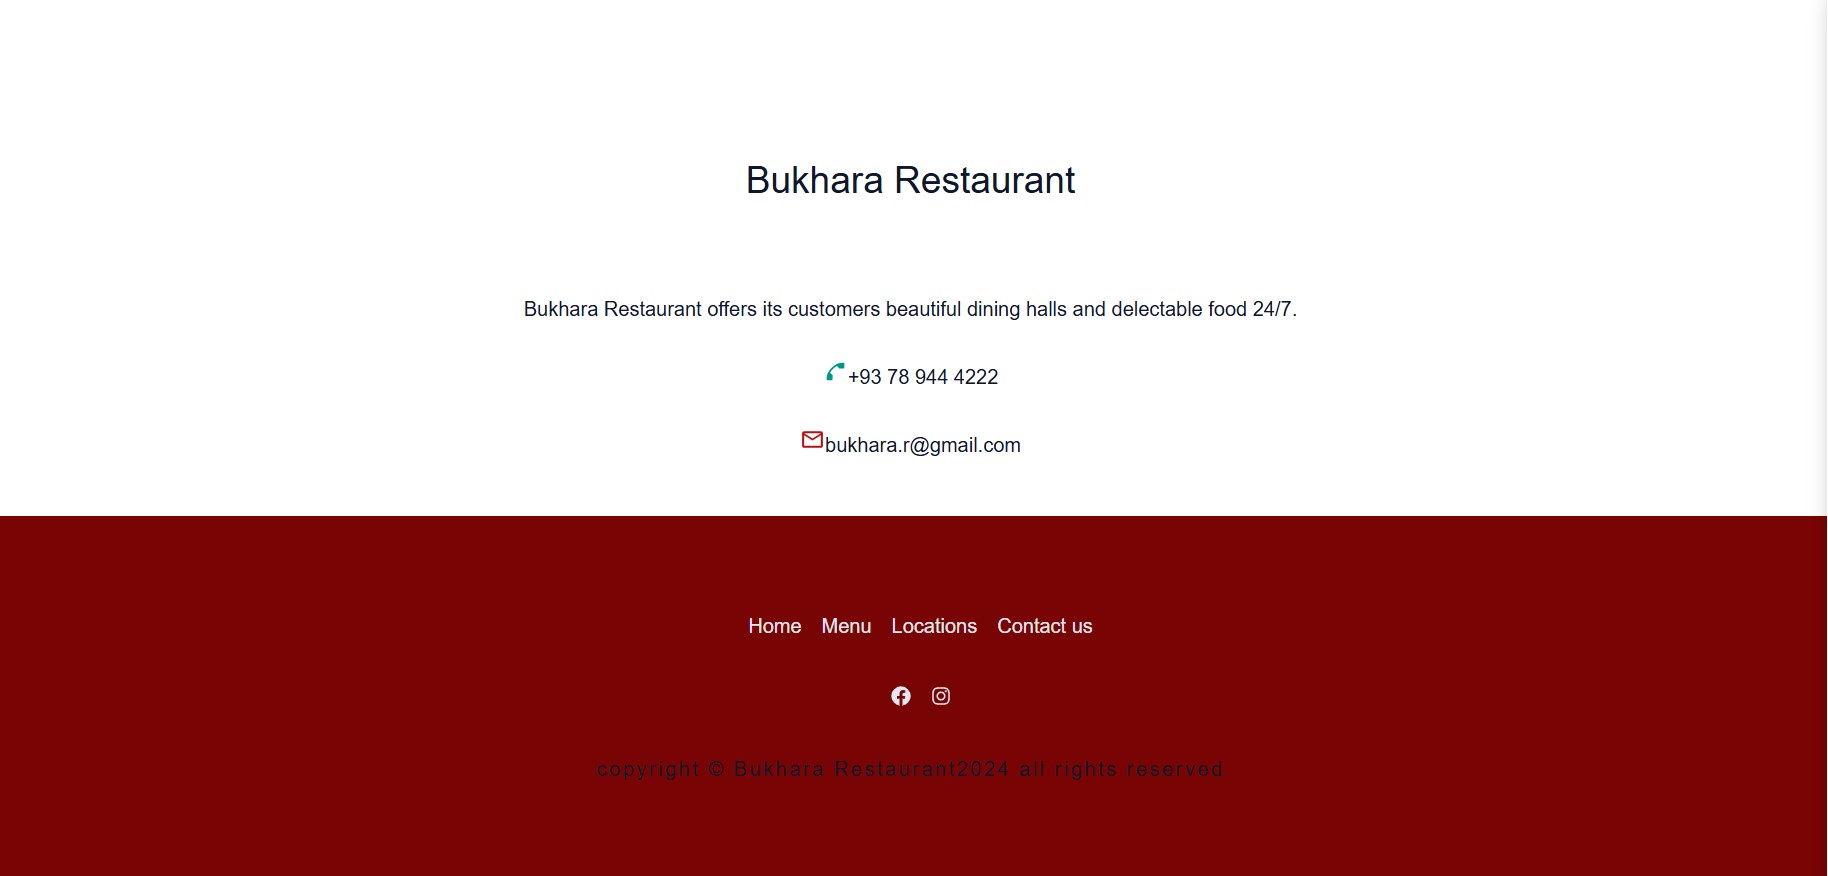 Bukhara Restaurant
Bukhara Restaurant offers its customers beautiful dining halls and delectable food 24/7.
+93 78 944 4222
bukhara.r@gmail.com
Home Menu Locations Contact us
copyright © Bukhara Restaurant2024 all rights reserved